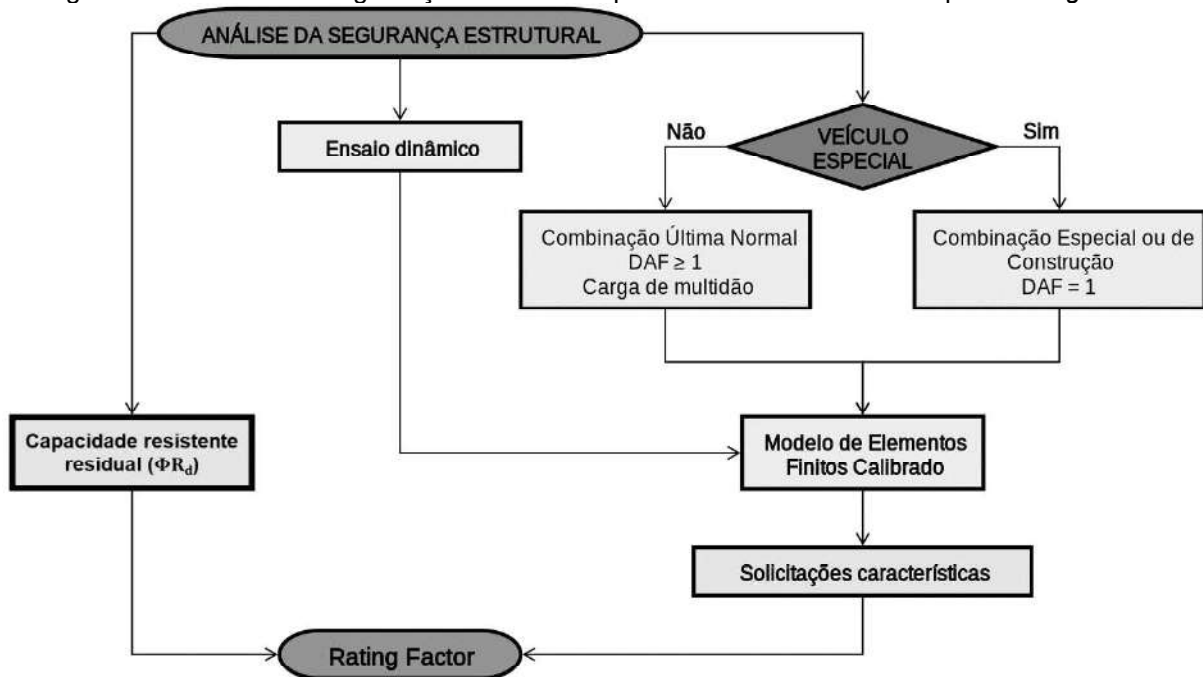 ANÁLISE DA SEGURANÇA ESTRUTURAL
Ensaio dinâmico
Não
VEÍCULO
ESPECIAL
Sim
Combinação Última Normal
DAF ≥ 1
Carga de multidão
Combinação Especial ou de
Construção
DAF = 1
Capacidade resistente
residual (ΦR_d)
Modelo de Elementos
Finitos Calibrado
Solicitações características
Rating Factor